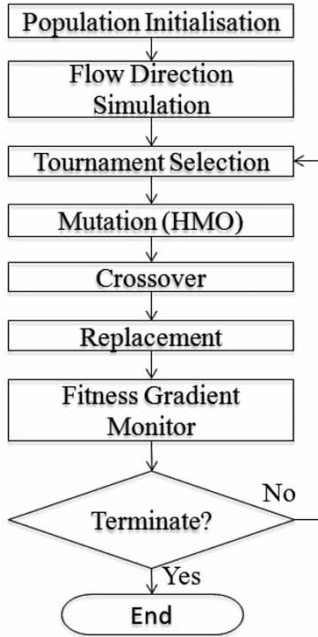 Population Initialisation
Flow Direction
Simulation
Tournament Selection
Mutation (HMO)
Crossover
Replacement
Fitness Gradient
Monitor
Terminate?
No
Yes
End